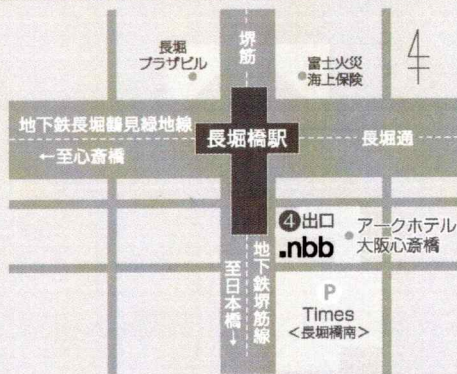 長堀
プラザビル
堺筋
富士火災
海上保険
地下鉄長堀鶴見緑地線
←至心斎橋
長堀橋駅
長堀通
❹出口
.nbb
アークホテル
大阪心斎橋
地下鉄堺筋線
至日本橋→
P
Times
＜長堀橋南＞